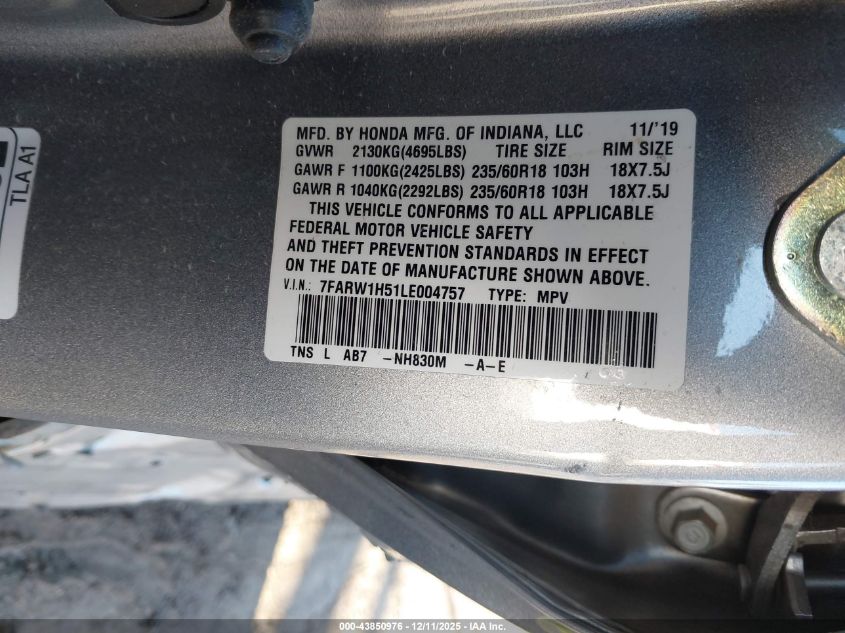 TLA A1
MFD. BY HONDA MFG. OF INDIANA, LLC 11/'19
GVWR 2130KG(4695LBS) TIRE SIZE RIM SIZE
GAWR F 1100KG(2425LBS) 235/60R18 103H 18X7.5J
GAWR R 1040KG(2292LBS) 235/60R18 103H 18X7.5J
THIS VEHICLE CONFORMS TO ALL APPLICABLE
FEDERAL MOTOR VEHICLE SAFETY
AND THEFT PREVENTION STANDARDS IN EFFECT
ON THE DATE OF MANUFACTURE SHOWN ABOVE.
V.I.N.: 7FARW1H51LE004757 TYPE: MPV
TNS L AB7 -NH830M -A-E
000-43850976 - 12/11/2025 - IAA Inc.